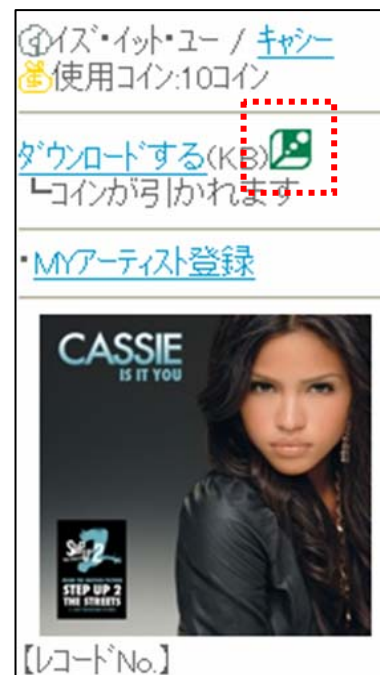 イズ・イット・ユー / キャシー
使用コイン:10コイン
ダウンロードする(KB)
┗コインが引かれます
・MYアーティスト登録
CASSIE
IS IT YOU
STEP UP 2
THE STREETS
【レコードNo.】